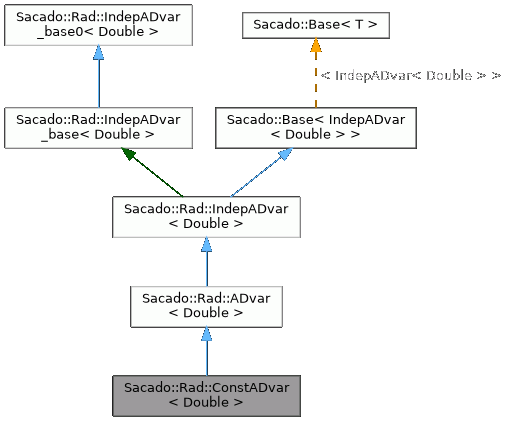 Sacado::Rad::IndepADvar
_base0< Double >
Sacado::Base< T >
< IndepADvar< Double > >
Sacado::Rad::IndepADvar
_base< Double >
Sacado::Base< IndepADvar
< Double > >
Sacado::Rad::IndepADvar
< Double >
Sacado::Rad::ADvar
< Double >
Sacado::Rad::ConstADvar
< Double >